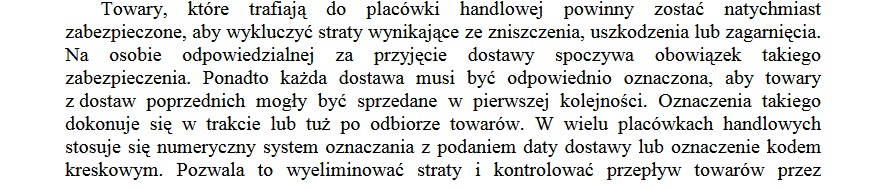 Towary, które trafiają do placówki handlowej powinny zostać natychmiast
zabezpieczone, aby wykluczyć straty wynikające ze zniszczenia, uszkodzenia lub zagarnięcia.
Na osobie odpowiedzialnej za przyjęcie dostawy spoczywa obowiązek takiego
zabezpieczenia. Ponadto każda dostawa musi być odpowiednio oznaczona, aby towary
z dostaw poprzednich mogły być sprzedane w pierwszej kolejności. Oznaczenia takiego
dokonuje się w trakcie lub tuż po odbiorze towarów. W wielu placówkach handlowych
stosuje się numeryczny system oznaczania z podaniem daty dostawy lub oznaczenie kodem
kreskowym. Pozwala to wyeliminować straty i kontrolować przepływ towarów przez